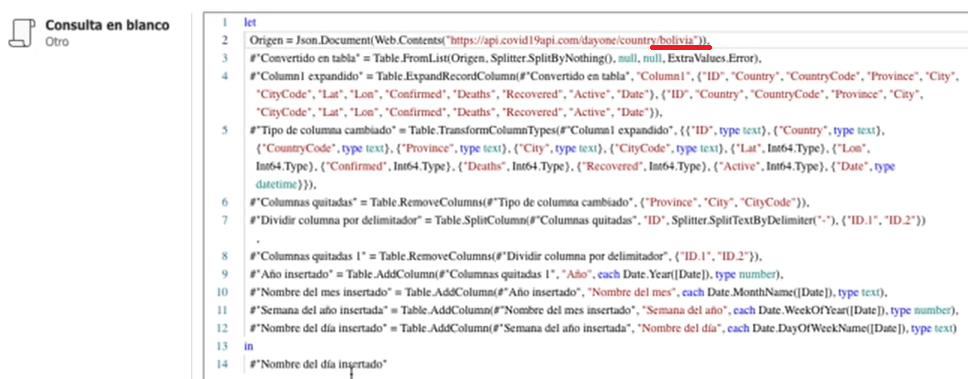 Consulta en blanco
Otro
1 let
2 Origen = Json.Document(Web.Contents("https://api.covid19api.com/dayone/country/bolivia")),
3 #"Convertido en tabla" = Table.FromList(Origen, Splitter.SplitByNothing(), null, null, ExtraValues.Error),
4 #"Column1 expandido" = Table.ExpandRecordColumn(#"Convertido en tabla", "Column1", {"ID", "Country", "CountryCode", "Province", "City",
"CityCode", "Lat", "Lon", "Confirmed", "Deaths", "Recovered", "Active", "Date"}, {"ID", "Country", "CountryCode", "Province", "City",
"CityCode", "Lat", "Lon", "Confirmed", "Deaths", "Recovered", "Active", "Date"}),
5 #"Tipo de columna cambiado" = Table.TransformColumnTypes(#"Column1 expandido", {{"ID", type text}, {"Country", type text},
{"CountryCode", type text}, {"Province", type text}, {"City", type text}, {"CityCode", type text}, {"Lat", Int64.Type}, {"Lon",
Int64.Type}, {"Confirmed", Int64.Type}, {"Deaths", Int64.Type}, {"Recovered", Int64.Type}, {"Active", Int64.Type}, {"Date", type
datetime}}),
6 #"Columnas quitadas" = Table.RemoveColumns(#"Tipo de columna cambiado", {"Province", "City", "CityCode"}),
7 #"Dividir columna por delimitador" = Table.SplitColumn(#"Columnas quitadas", "ID", Splitter.SplitTextByDelimiter("-"), {"ID.1", "ID.2"})
,
8 #"Columnas quitadas 1" = Table.RemoveColumns(#"Dividir columna por delimitador", {"ID.1", "ID.2"}),
9 #"Año insertado" = Table.AddColumn(#"Columnas quitadas 1", "Año", each Date.Year([Date]), type number),
10 #"Nombre del mes insertado" = Table.AddColumn(#"Año insertado", "Nombre del mes", each Date.MonthName([Date]), type text),
11 #"Semana del año insertada" = Table.AddColumn(#"Nombre del mes insertado", "Semana del año", each Date.WeekOfYear([Date]), type number),
12 #"Nombre del día insertado" = Table.AddColumn(#"Semana del año insertada", "Nombre del día", each Date.DayOfWeekName([Date]), type text)
13 in
14 #"Nombre del día insertado"